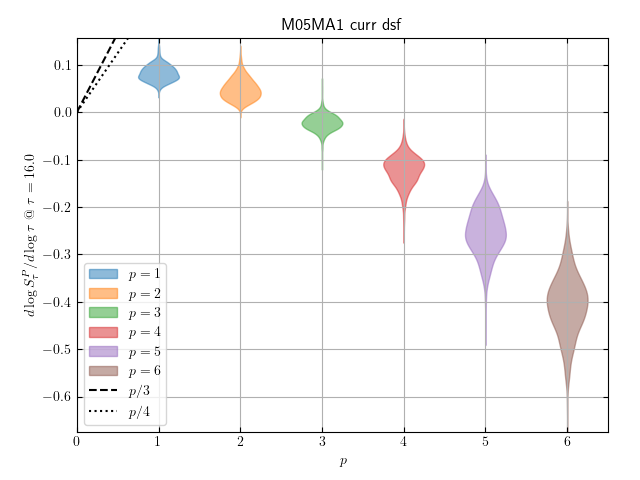 M05MA1 curr dsf
d log S_τ^p / d log τ @ τ = 16.0
0.1
0.0
−0.1
−0.2
−0.3
−0.4
−0.5
−0.6
p = 1
p = 2
p = 3
p = 4
p = 5
p = 6
p/3
p/4
0 1 2 3 4 5 6
p